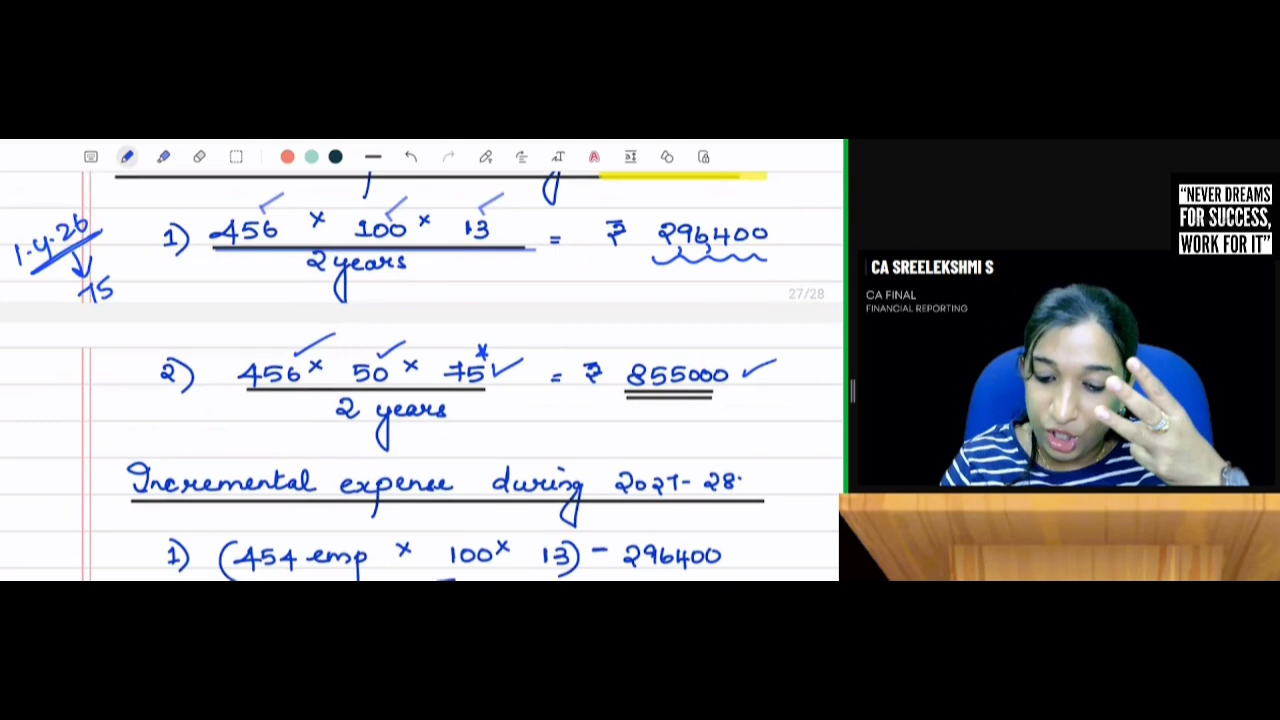 1.4.26
75
1) 456 × 100 × 13 = ₹ 296400
2 years
27/28
2) 456 × 50 × 75* = ₹ 855000
2 years
Incremental expense during 2027-28.
1) (454 emp × 100 × 13) - 296400
“NEVER DREAMS
FOR SUCCESS,
WORK FOR IT”
CA SREELEKSHMI S
CA FINAL
FINANCIAL REPORTING